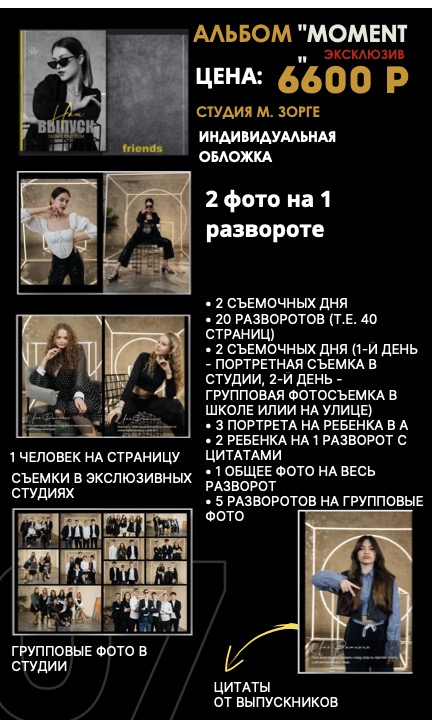 АЛЬБОМ "MOMENT
"
ЭКСКЛЮЗИВ
ЦЕНА: 6600 Р
СТУДИЯ М. ЗОРГЕ
ИНДИВИДУАЛЬНАЯ
ОБЛОЖКА
ВЫПУСК
friends
2 фото на 1
развороте
• 2 СЪЕМОЧНЫХ ДНЯ
• 20 РАЗВОРОТОВ (Т.Е. 40
СТРАНИЦ)
• 2 СЪЕМОЧНЫХ ДНЯ (1-Й ДЕНЬ
- ПОРТРЕТНАЯ СЪЕМКА В
СТУДИИ, 2-Й ДЕНЬ -
ГРУППОВАЯ ФОТОСЪЕМКА В
ШКОЛЕ ИЛИИ НА УЛИЦЕ)
• 3 ПОРТРЕТА НА РЕБЕНКА В А
• 2 РЕБЕНКА НА 1 РАЗВОРОТ С
ЦИТАТАМИ
• 1 ОБЩЕЕ ФОТО НА ВЕСЬ
РАЗВОРОТ
• 5 РАЗВОРОТОВ НА ГРУППОВЫЕ
ФОТО
1 ЧЕЛОВЕК НА СТРАНИЦУ
СЪЕМКИ В ЭКСЛЮЗИВНЫХ
СТУДИЯХ
ГРУППОВЫЕ ФОТО В
СТУДИИ
ЦИТАТЫ
ОТ ВЫПУСКНИКОВ